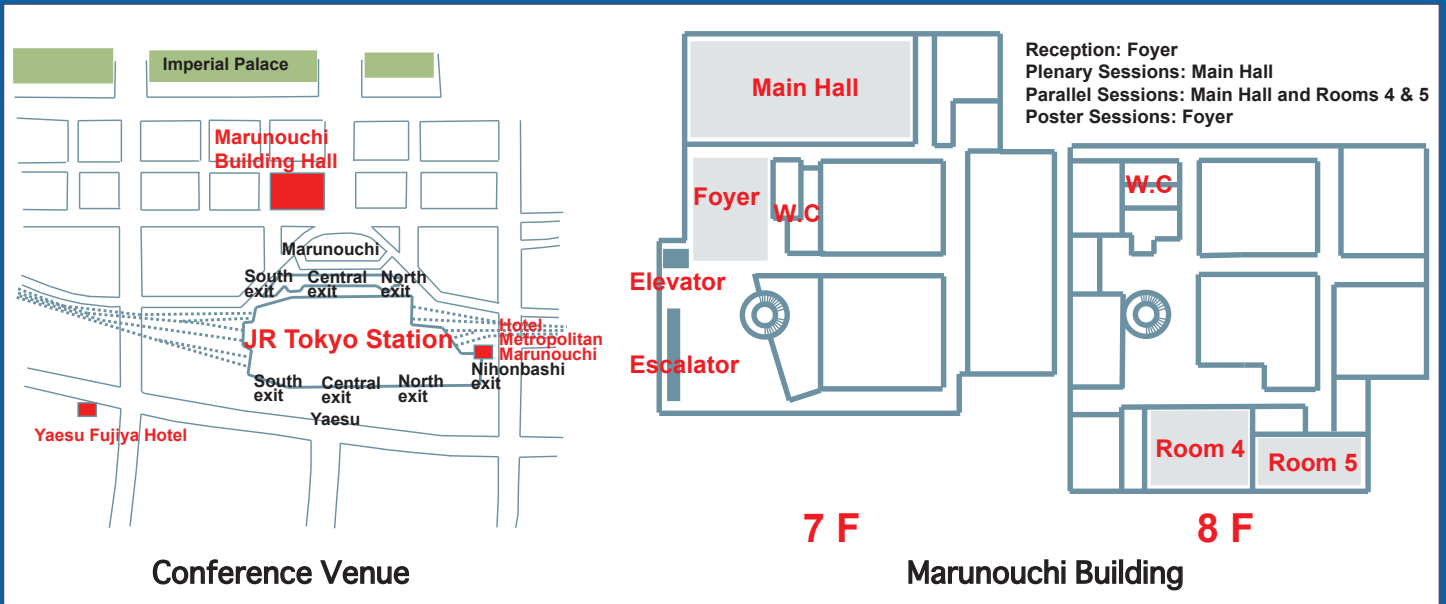 Imperial Palace
Marunouchi
Building Hall
Marunouchi
South
exit
Central
exit
North
exit
JR Tokyo Station
Hotel
Metropolitan
Marunouchi
Nihonbashi
exit
South
exit
Central
exit
North
exit
Yaesu
Yaesu Fujiya Hotel
Conference Venue
Main Hall
Foyer
W.C
Elevator
Escalator
7 F
Reception: Foyer
Plenary Sessions: Main Hall
Parallel Sessions: Main Hall and Rooms 4 & 5
Poster Sessions: Foyer
W.C
Room 4
Room 5
8 F
Marunouchi Building